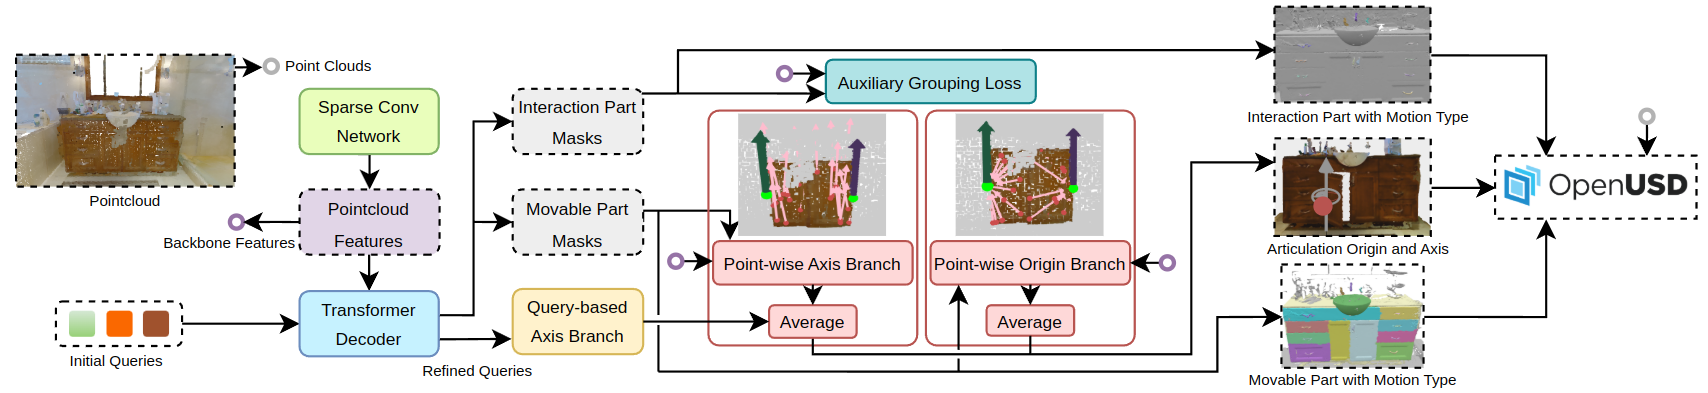 Point Clouds
Pointcloud
Sparse Conv
Network
Pointcloud
Features
Backbone Features
Initial Queries
Transformer
Decoder
Refined Queries
Interaction Part
Masks
Movable Part
Masks
Query-based
Axis Branch
Auxiliary Grouping Loss
Point-wise Axis Branch
Average
Point-wise Origin Branch
Average
Interaction Part with Motion Type
Articulation Origin and Axis
Movable Part with Motion Type
OpenUSD